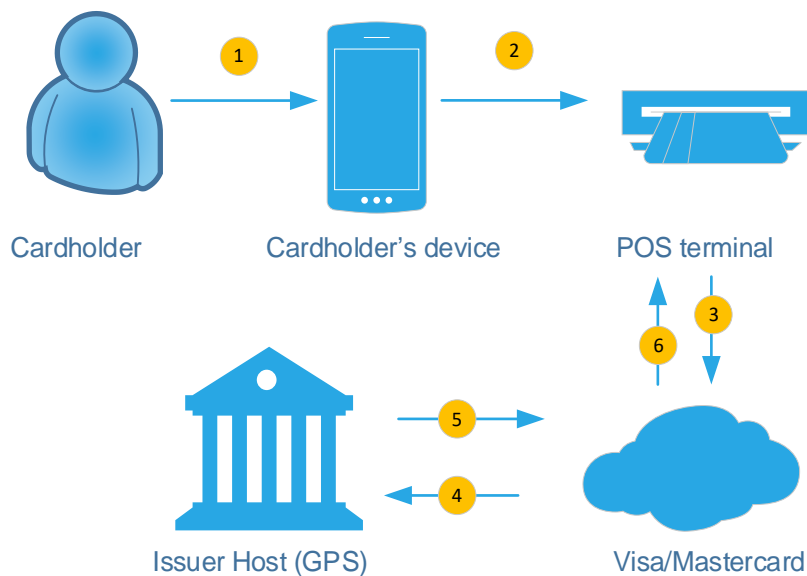 1
2
Cardholder
Cardholder's device
POS terminal
3
6
5
4
Issuer Host (GPS)
Visa/Mastercard